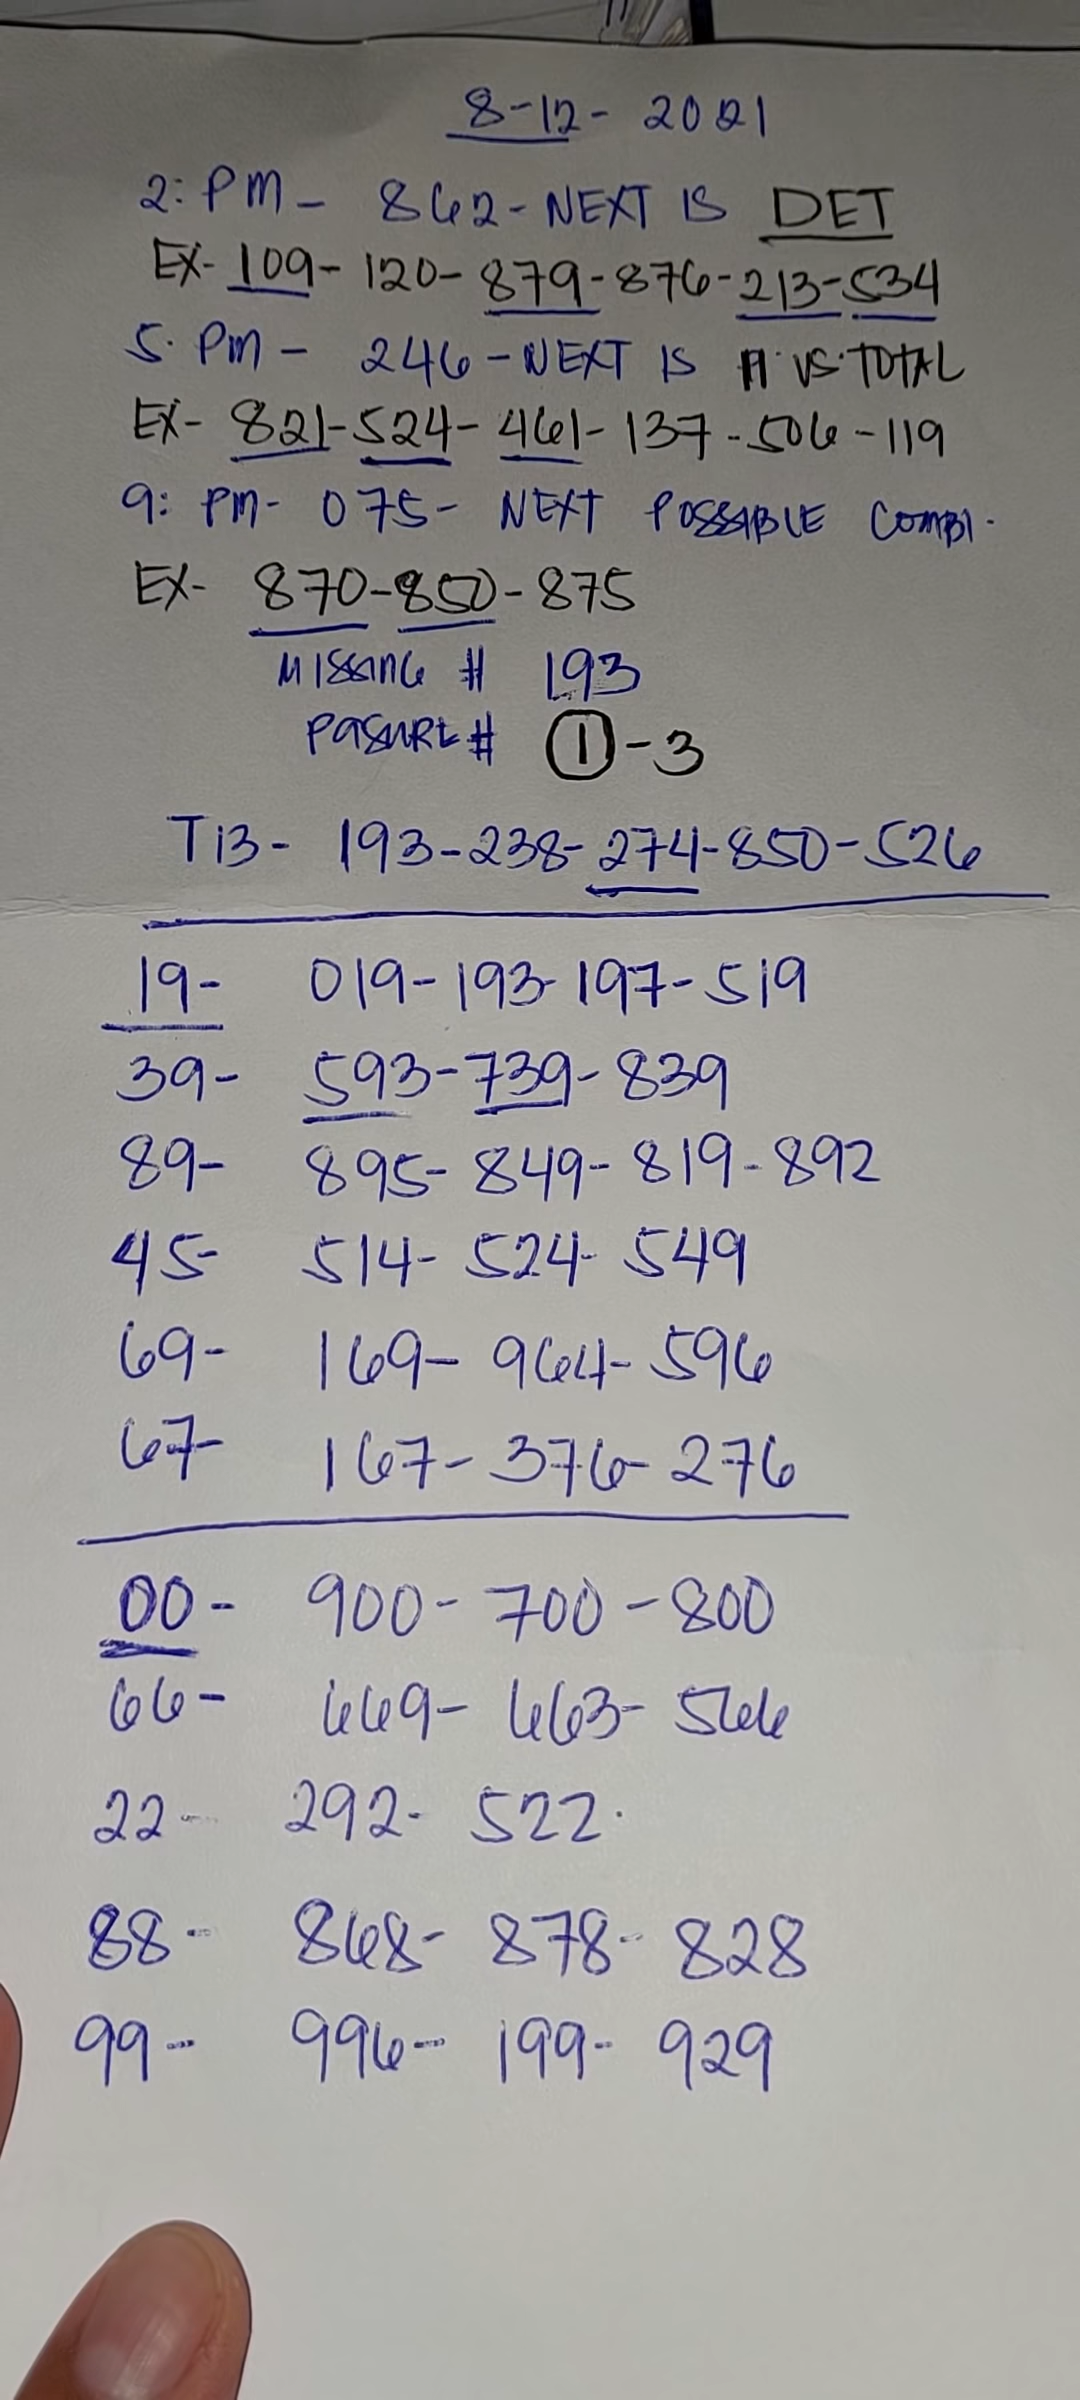 8-12-2021
2: PM - 862 - NEXT IS DET
EX- 109 - 120 - 879 - 876 - 213 - 534
5. PM - 246 - NEXT IS # VS. TOTAL
EX- 821 - 524 - 461 - 137 - 506 - 119
9: PM - 075 - NEXT POSSABLE COMBI.
EX- 870 - 850 - 875
MISSING # 193
PASURE # 1 - 3
T13 - 193 - 238 - 274 - 850 - 526
19 - 019 - 193 - 197 - 519
39 - 593 - 739 - 839
89 - 895 - 849 - 819 - 892
45 - 514 - 524 - 549
69 - 169 - 964 - 596
67 - 167 - 376 - 276
00 - 900 - 700 - 800
66 - 669 - 663 - 566
22 - 292 - 522.
88 - 868 - 878 - 828
99 - 996 - 199 - 929